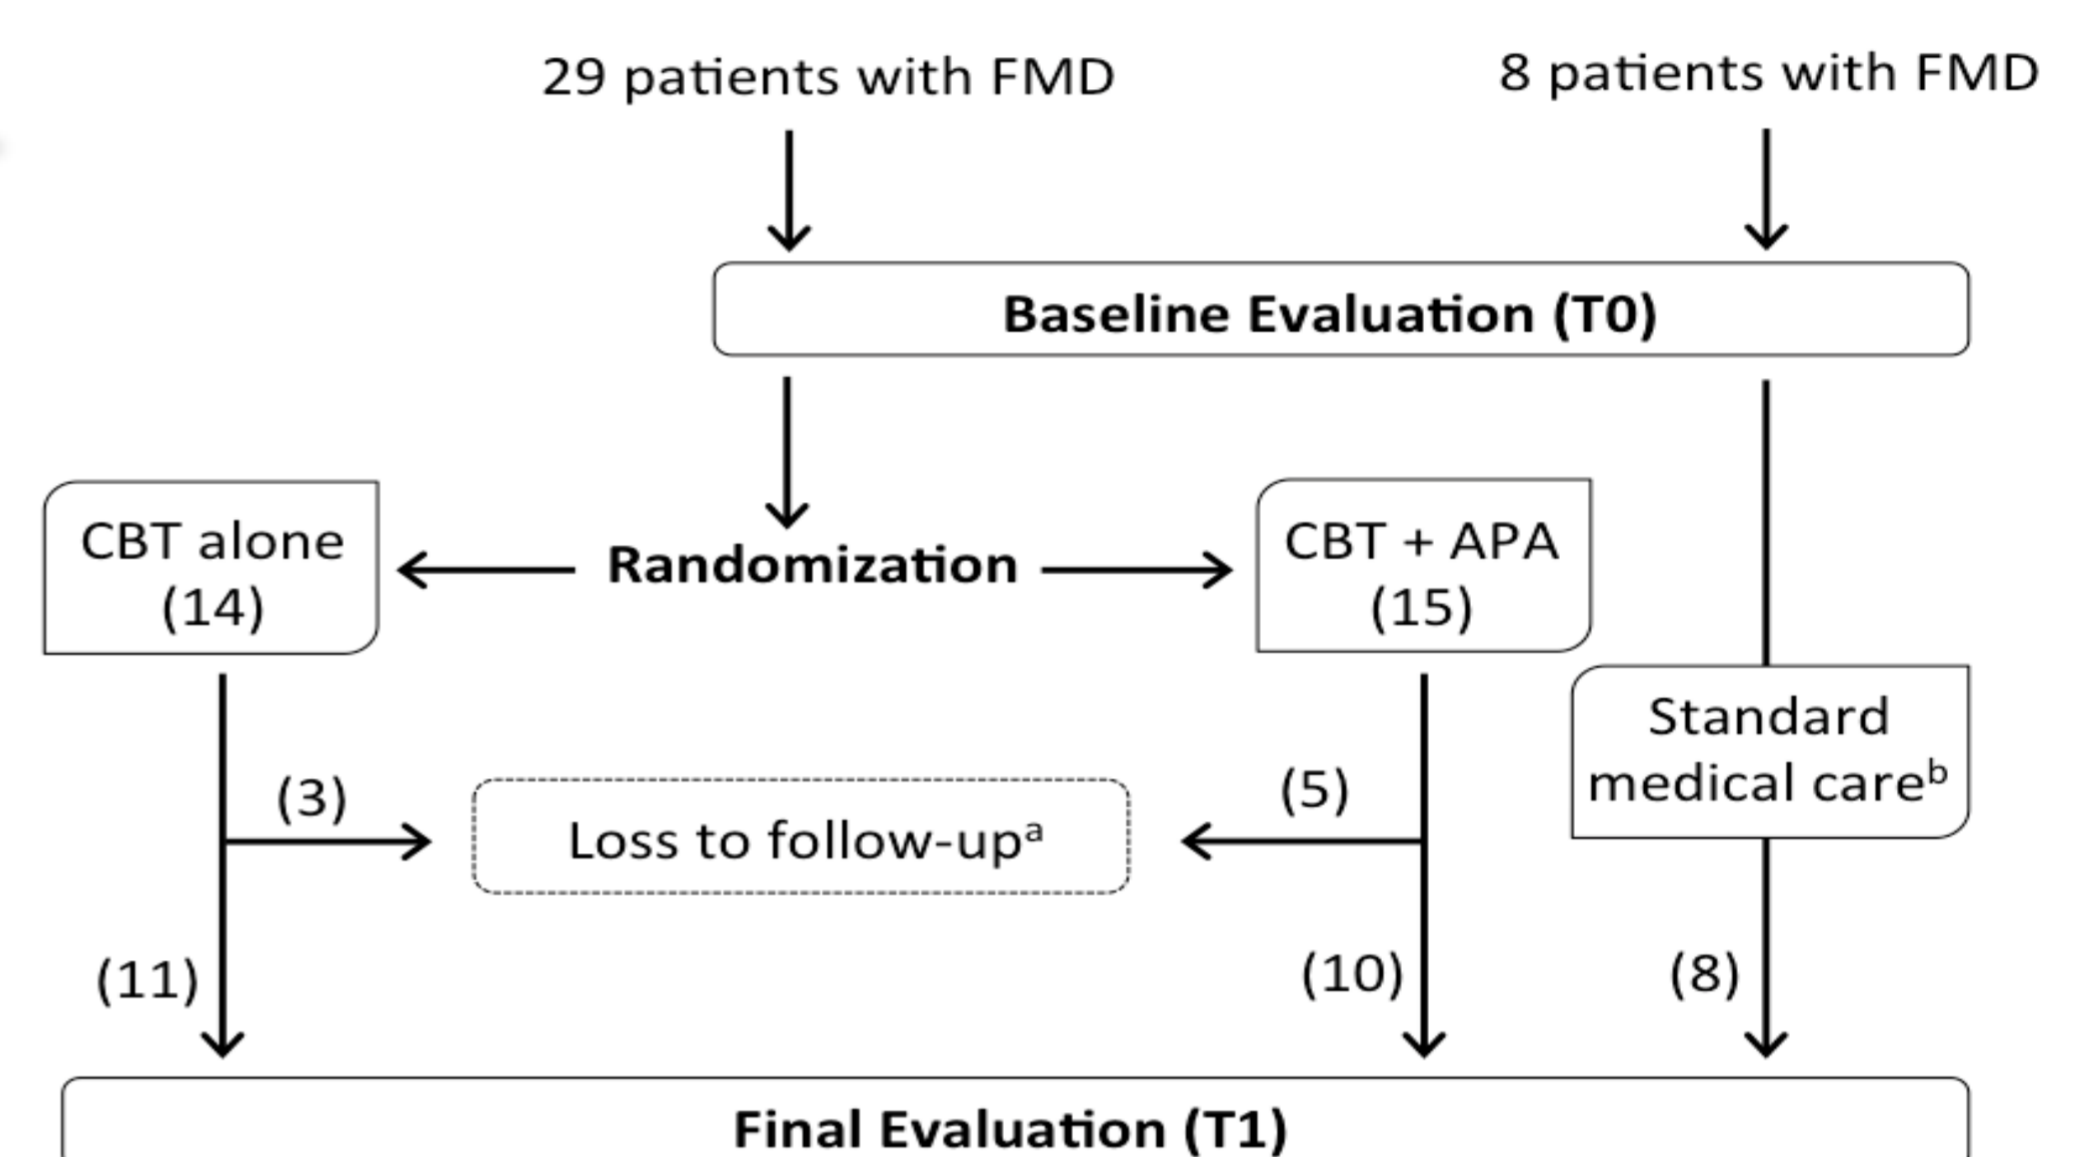 29 patients with FMD
8 patients with FMD
Baseline Evaluation (T0)
CBT alone
(14)
Randomization
CBT + APA
(15)
Standard
medical careᵇ
(3)
Loss to follow-upᵃ
(5)
(11)
(10)
(8)
Final Evaluation (T1)